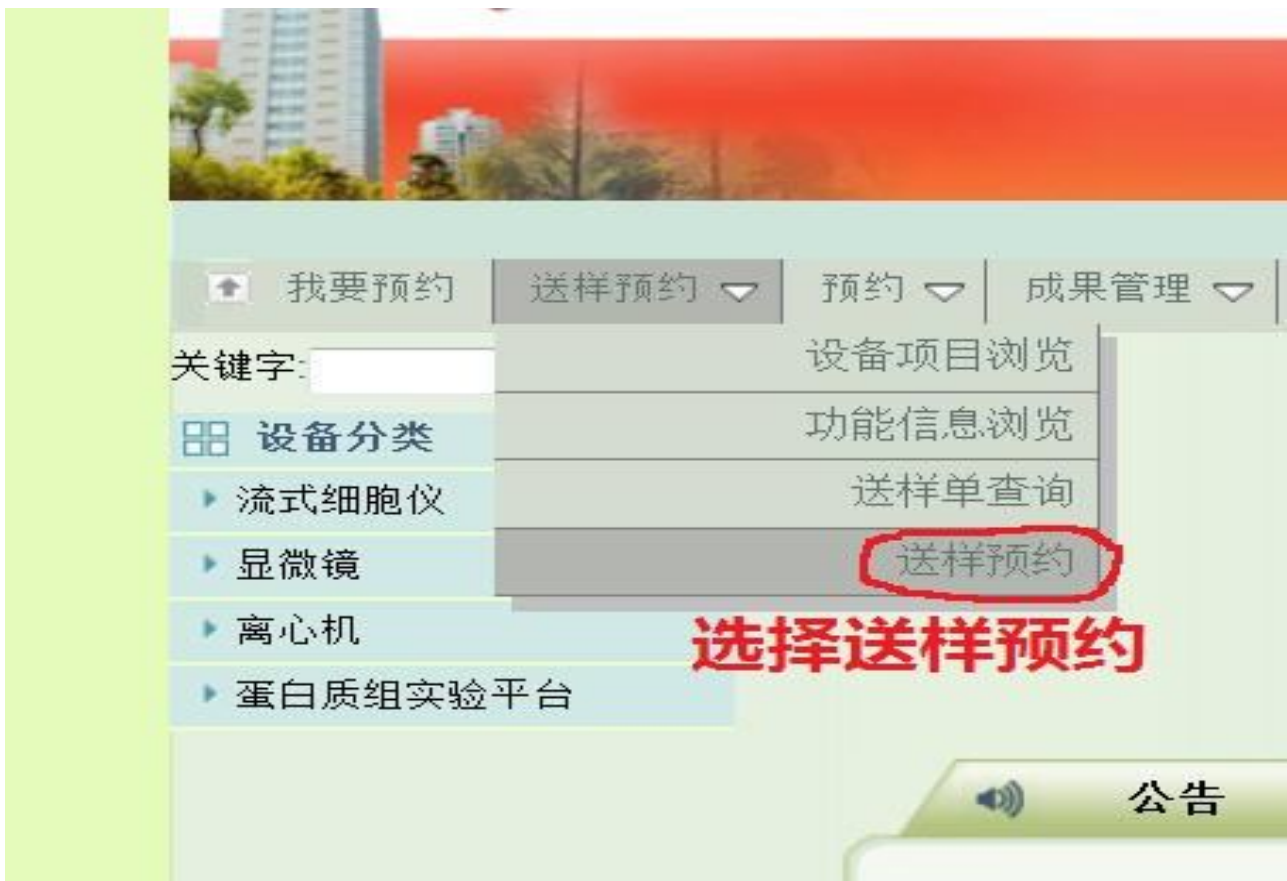 我要预约 送样预约 预约 成果管理
关键字:
设备项目浏览
设备分类
功能信息浏览
流式细胞仪
送样单查询
显微镜
送样预约
离心机
选择送样预约
蛋白质组实验平台
公告